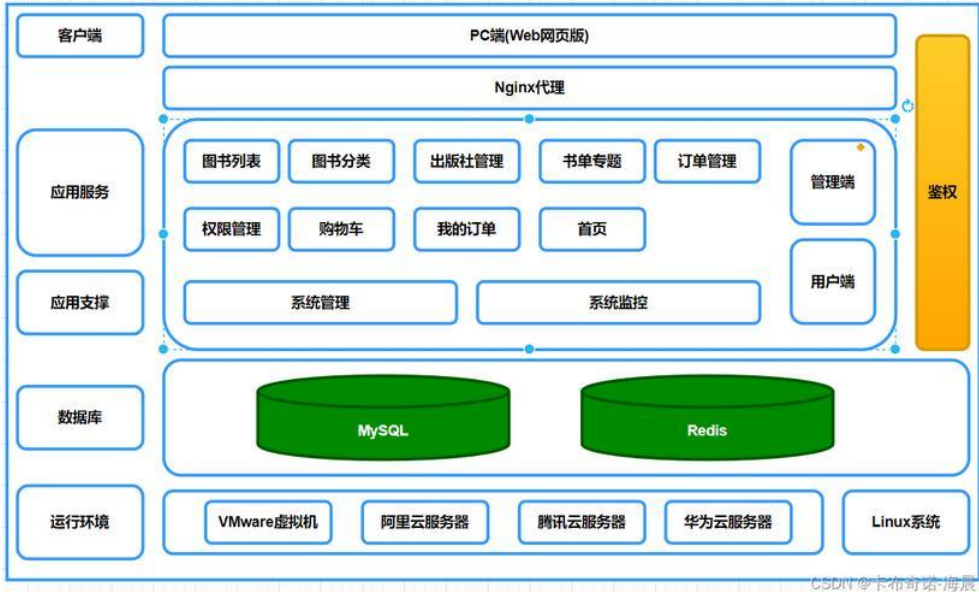 客户端
PC端(Web网页版)
Nginx代理
应用服务
图书列表
图书分类
出版社管理
书单专题
订单管理
管理端
鉴权
权限管理
购物车
我的订单
首页
用户端
应用支撑
系统管理
系统监控
数据库
MySQL
Redis
运行环境
VMware虚拟机
阿里云服务器
腾讯云服务器
华为云服务器
Linux系统
CSDN @卡布奇诺-海晨